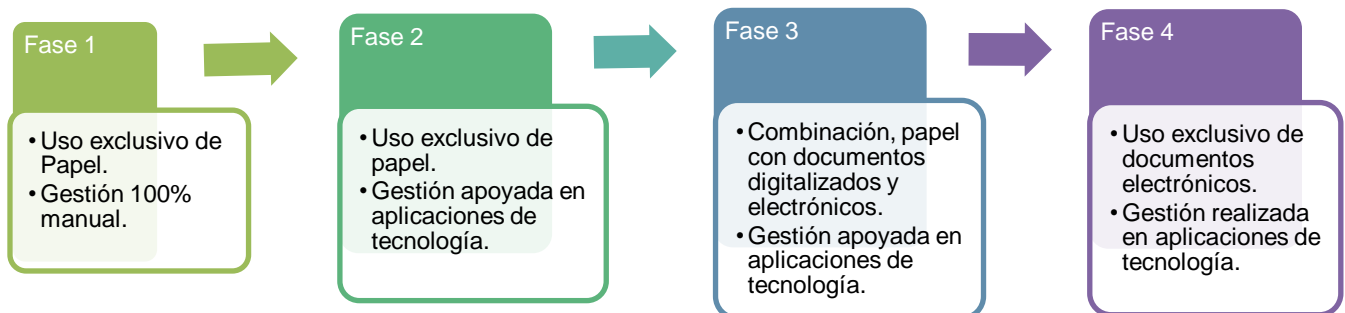 Fase 1
• Uso exclusivo de
Papel.
• Gestión 100%
manual.
Fase 2
• Uso exclusivo de
papel.
• Gestión apoyada en
aplicaciones de
tecnología.
Fase 3
• Combinación, papel
con documentos
digitalizados y
electrónicos.
• Gestión apoyada en
aplicaciones de
tecnología.
Fase 4
• Uso exclusivo de
documentos
electrónicos.
• Gestión realizada
en aplicaciones de
tecnología.